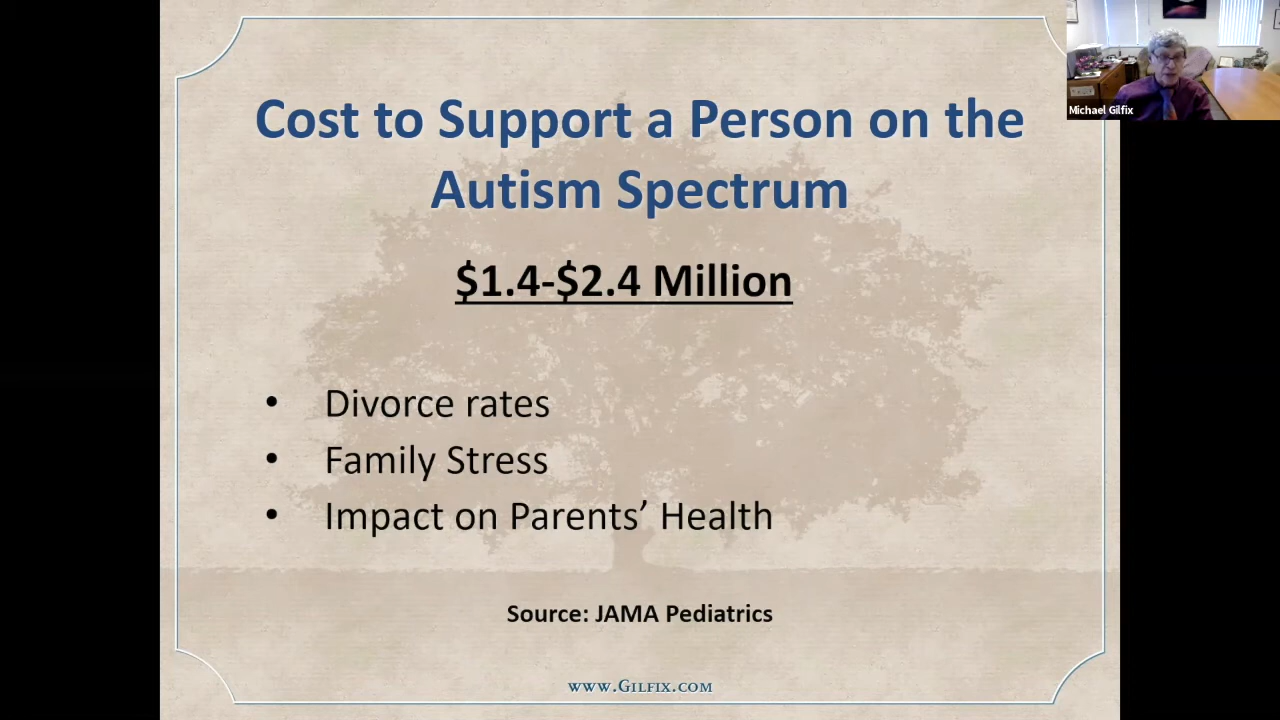 Cost to Support a Person on the
Autism Spectrum
$1.4-$2.4 Million
• Divorce rates
• Family Stress
• Impact on Parents’ Health
Source: JAMA Pediatrics
www.Gilfix.com
Michael Gilfix